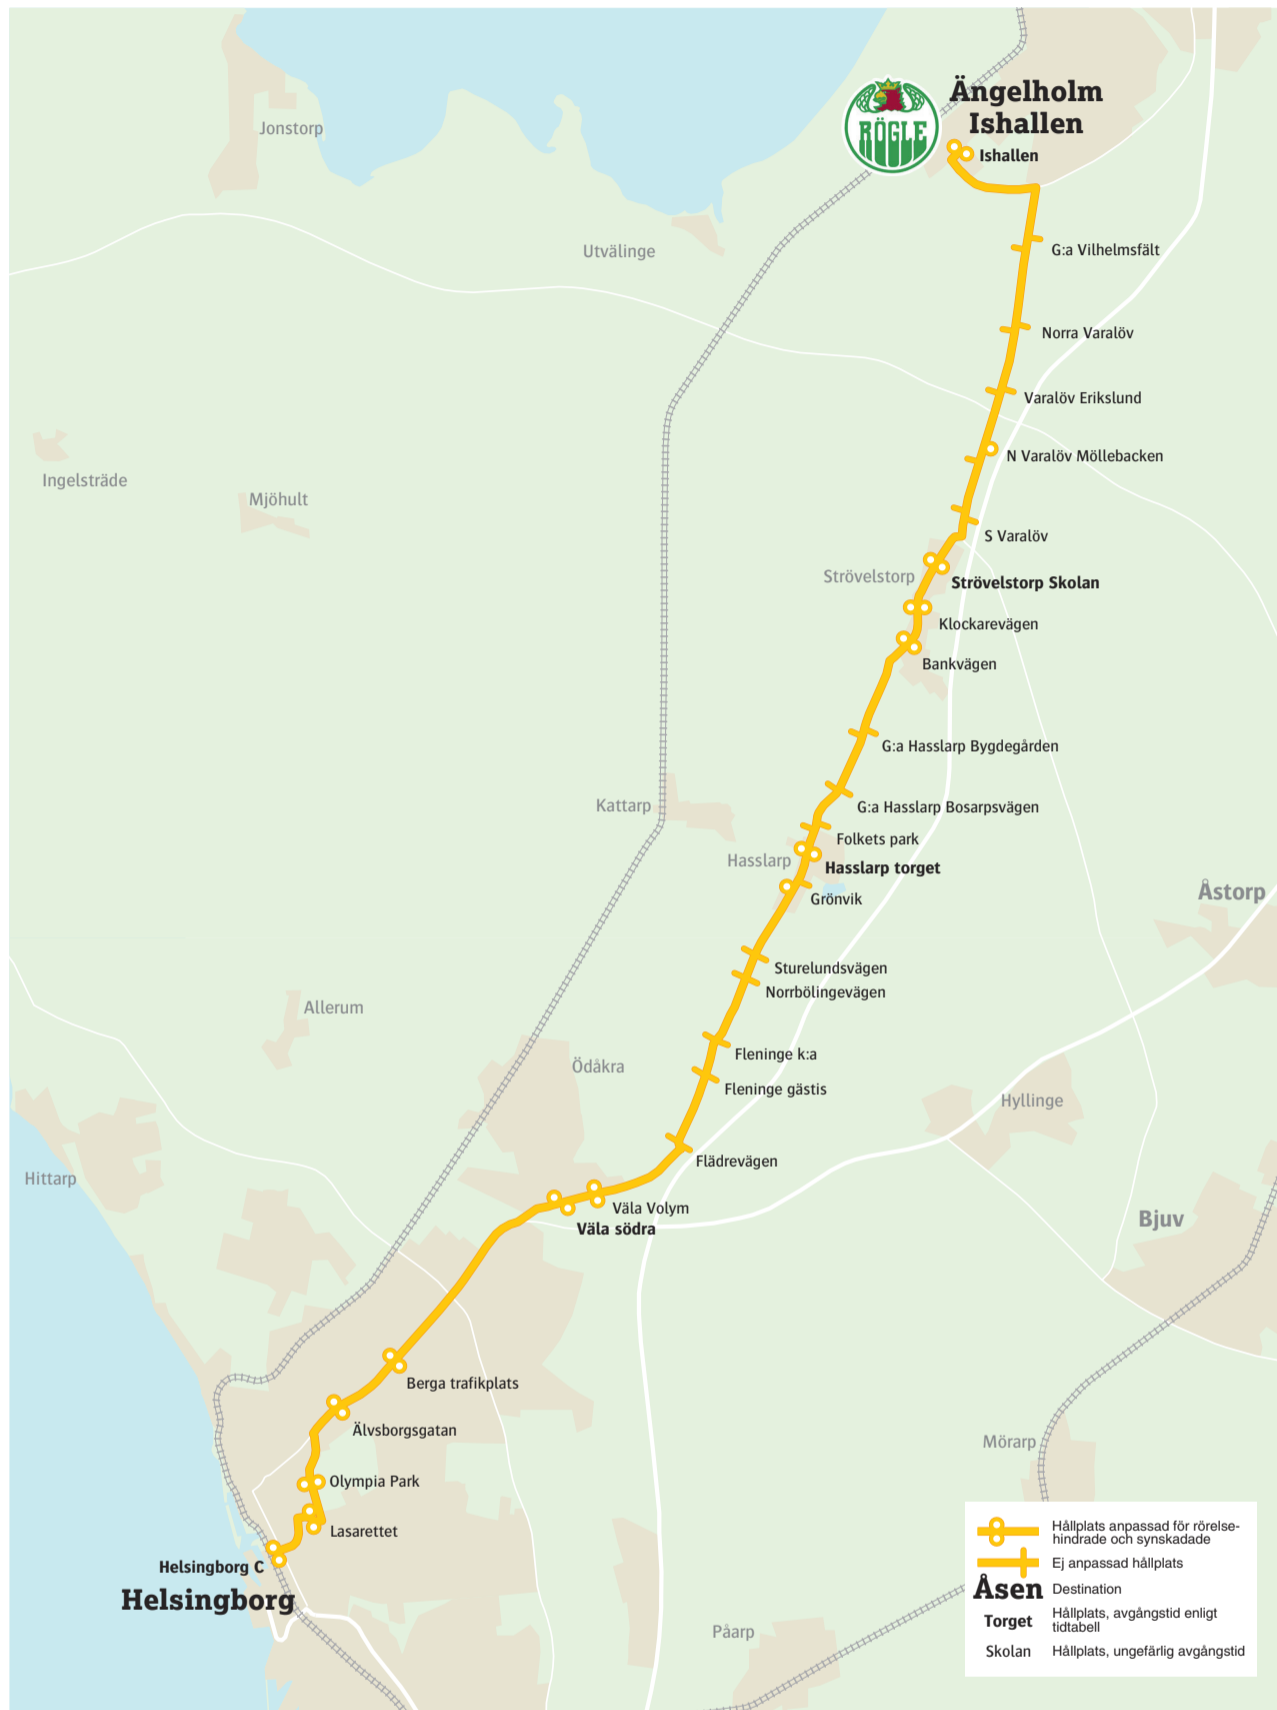 Ängelholm
Ishallen
RÖGLE
Ishallen
Jonstorp
Utvälinge
G:a Vilhelmsfält
Norra Varalöv
Varalöv Erikslund
N Varalöv Möllebacken
Ingelsträde
Mjöhult
S Varalöv
Strövelstorp
Strövelstorp Skolan
Klockarevägen
Bankvägen
G:a Hasslarp Bygdegården
Kattarp
G:a Hasslarp Bosarpsvägen
Folkets park
Hasslarp
Hasslarp torget
Grönvik
Åstorp
Sturelundsvägen
Norrbölingevägen
Allerum
Fleninge k:a
Ödåkra
Fleninge gästis
Hyllinge
Flädrevägen
Hittarp
Väla Volym
Väla södra
Bjuv
Berga trafikplats
Älvsborgsgatan
Mörarp
Olympia Park
Lasarettet
Helsingborg C
Helsingborg
Påarp
Hållplats anpassad för rörelse-
hindrade och synskadade
Ej anpassad hållplats
Åsen Destination
Torget Hållplats, avgångstid enligt
tidtabell
Skolan Hållplats, ungefärlig avgångstid